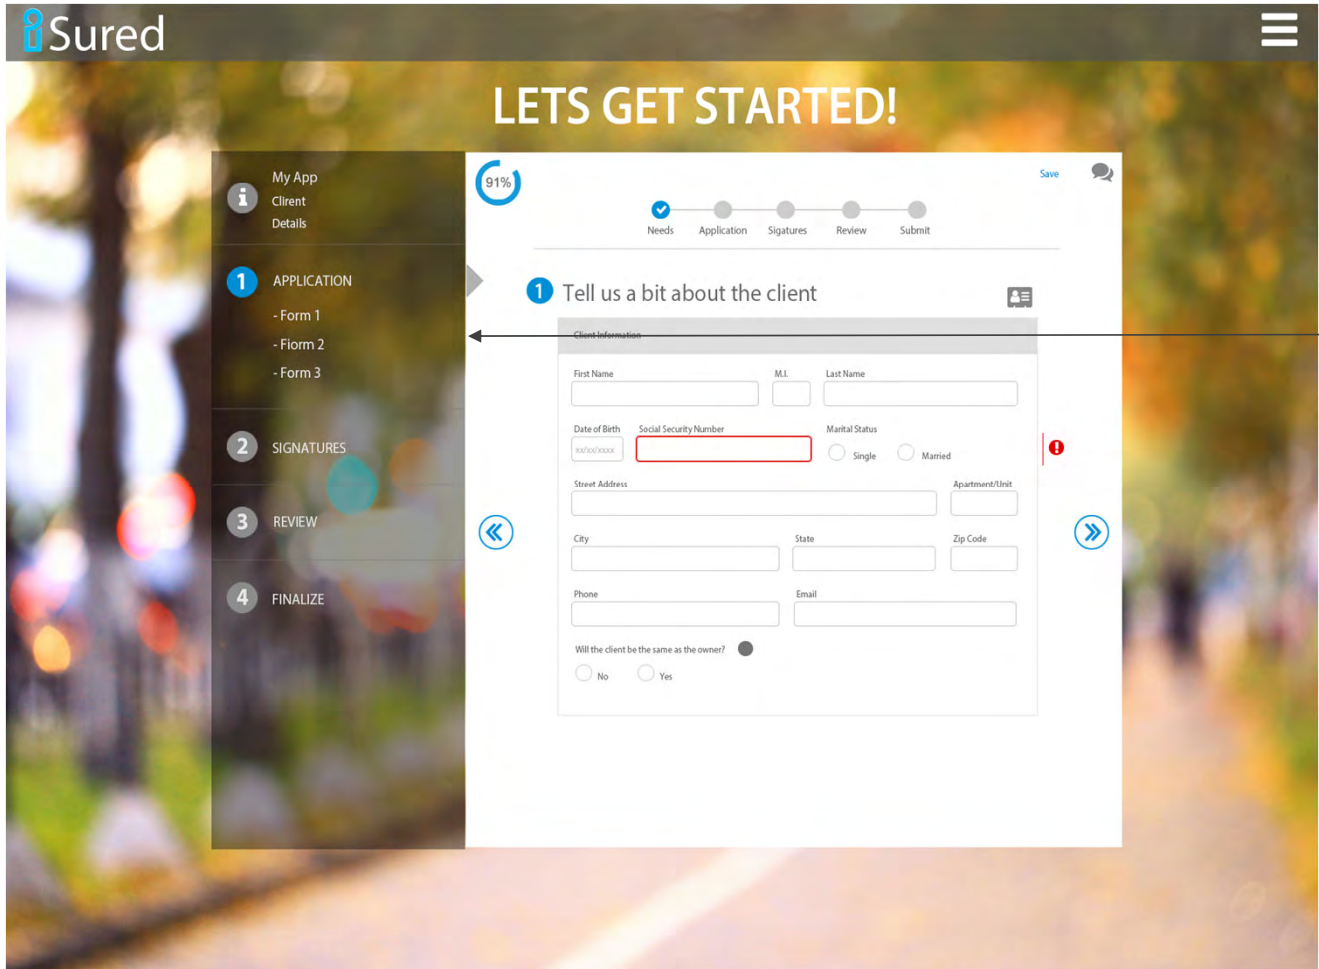 iSured
LETS GET STARTED!
My App
Clirent
Details
1 APPLICATION
- Form 1
- Fiorm 2
- Form 3
2 SIGNATURES
3 REVIEW
4 FINALIZE
91%
Save
Needs Application Sigatures Review Submit
1 Tell us a bit about the client
Client Information
First Name M.I. Last Name
Date of Birth Social Security Number Marital Status
xx/xx/xxxx
Single Married
Street Address Apartment/Unit
City State Zip Code
Phone Email
Will the client be the same as the owner?
No Yes